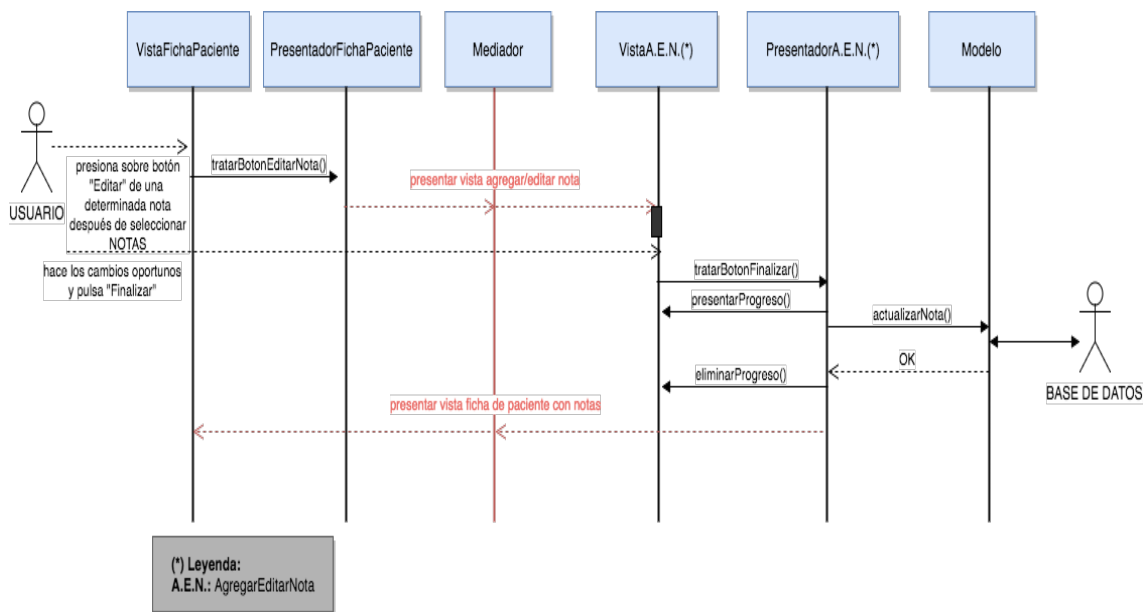 VistaFichaPaciente
PresentadorFichaPaciente
Mediador
VistaA.E.N.(*)
PresentadorA.E.N.(*)
Modelo
USUARIO
presiona sobre botón
"Editar" de una
determinada nota
después de seleccionar
NOTAS
tratarBotonEditarNota()
presentar vista agregar/editar nota
hace los cambios oportunos
y pulsa "Finalizar"
tratarBotonFinalizar()
presentarProgreso()
actualizarNota()
OK
BASE DE DATOS
eliminarProgreso()
presentar vista ficha de paciente con notas
(*) Leyenda:
A.E.N.: AgregarEditarNota